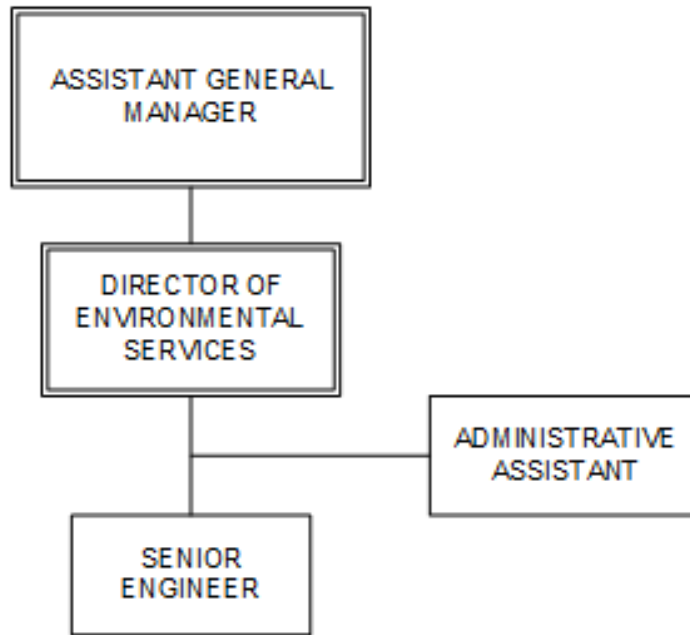 ASSISTANT GENERAL
MANAGER
DIRECTOR OF
ENVIRONMENTAL
SERVICES
ADMINISTRATIVE
ASSISTANT
SENIOR
ENGINEER